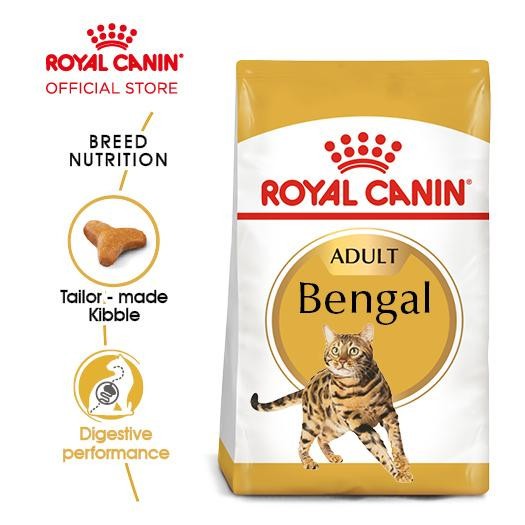 ROYAL CANIN
OFFICIAL STORE
BREED
NUTRITION
Tailor - made
Kibble
Digestive
performance
ROYAL CANIN®
ADULT
Bengal